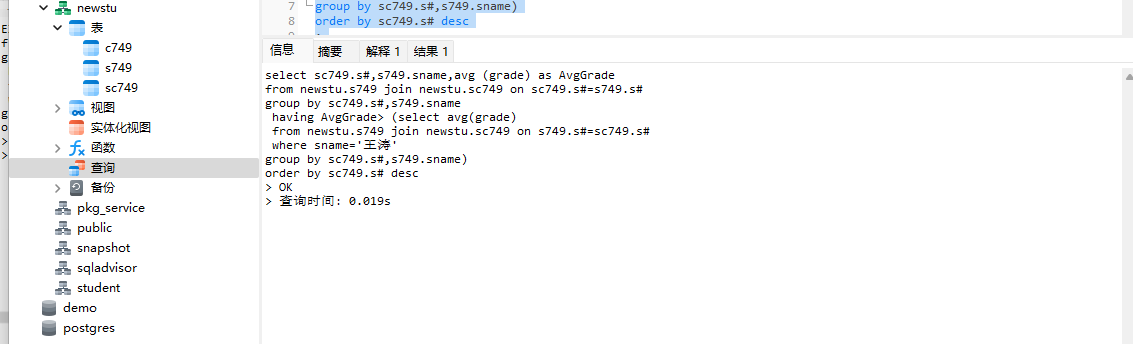 newstu
表
c749
s749
sc749
视图
实体化视图
函数
查询
备份
pkg_service
public
snapshot
sqladvisor
student
demo
postgres
7 group by sc749.s#,s749.sname)
8 order by sc749.s# desc
信息 摘要 解释 1 结果 1
select sc749.s#,s749.sname,avg (grade) as AvgGrade
from newstu.s749 join newstu.sc749 on sc749.s#=s749.s#
group by sc749.s#,s749.sname
having AvgGrade> (select avg(grade)
from newstu.s749 join newstu.sc749 on s749.s#=sc749.s#
where sname='王涛'
group by sc749.s#,s749.sname)
order by sc749.s# desc
> OK
> 查询时间: 0.019s